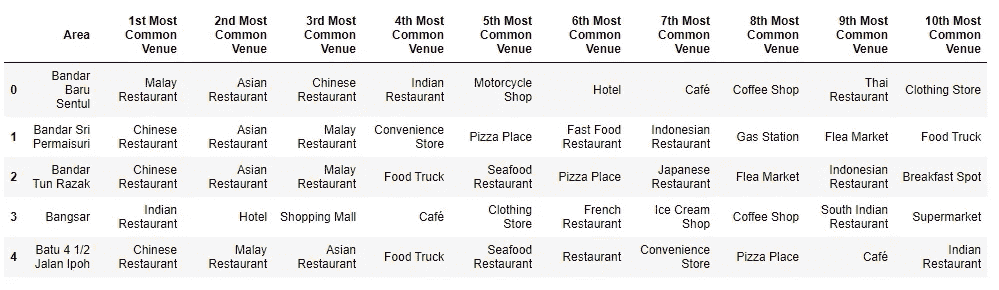 Area 1st Most Common Venue 2nd Most Common Venue 3rd Most Common Venue 4th Most Common Venue 5th Most Common Venue 6th Most Common Venue 7th Most Common Venue 8th Most Common Venue 9th Most Common Venue 10th Most Common Venue
0 Bandar Baru Sentul Malay Restaurant Asian Restaurant Chinese Restaurant Indian Restaurant Motorcycle Shop Hotel Café Coffee Shop Thai Restaurant Clothing Store
1 Bandar Sri Permaisuri Chinese Restaurant Asian Restaurant Malay Restaurant Convenience Store Pizza Place Fast Food Restaurant Indonesian Restaurant Gas Station Flea Market Food Truck
2 Bandar Tun Razak Chinese Restaurant Asian Restaurant Malay Restaurant Food Truck Seafood Restaurant Pizza Place Japanese Restaurant Flea Market Indonesian Restaurant Breakfast Spot
3 Bangsar Indian Restaurant Hotel Shopping Mall Café Clothing Store French Restaurant Ice Cream Shop Coffee Shop South Indian Restaurant Supermarket
4 Batu 4 1/2 Jalan Ipoh Chinese Restaurant Malay Restaurant Asian Restaurant Food Truck Seafood Restaurant Restaurant Convenience Store Pizza Place Café Indian Restaurant